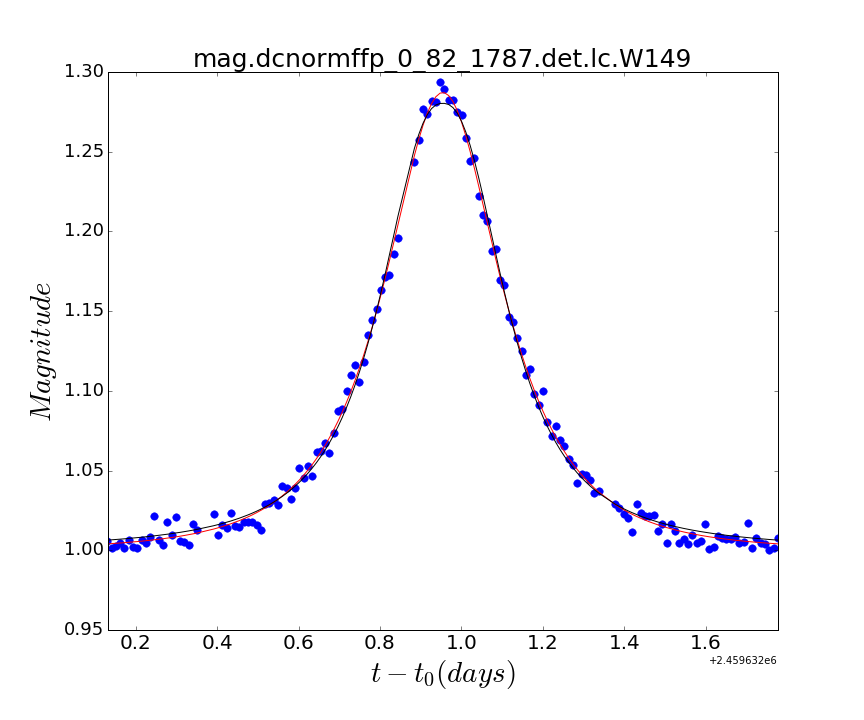 mag.dcnormffp_0_82_1787.det.lc.W149
1.30
1.25
1.20
1.15
1.10
1.05
1.00
0.95
Magnitude
0.2 0.4 0.6 0.8 1.0 1.2 1.4 1.6
+2.459632e6
t − t₀(days)